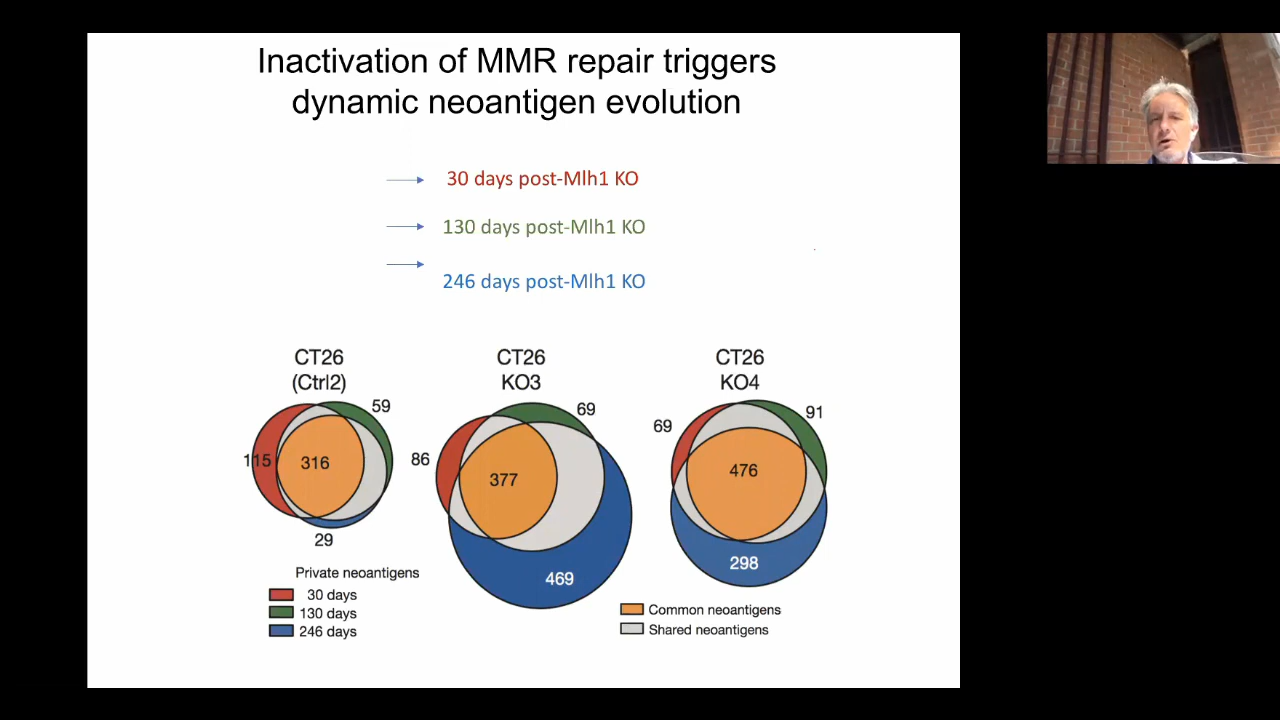 Inactivation of MMR repair triggers
dynamic neoantigen evolution
30 days post-Mlh1 KO
130 days post-Mlh1 KO
246 days post-Mlh1 KO
CT26
(Ctrl2)
59
115
316
29
CT26
KO3
69
86
377
469
CT26
KO4
69
91
476
298
Private neoantigens
30 days
130 days
246 days
Common neoantigens
Shared neoantigens